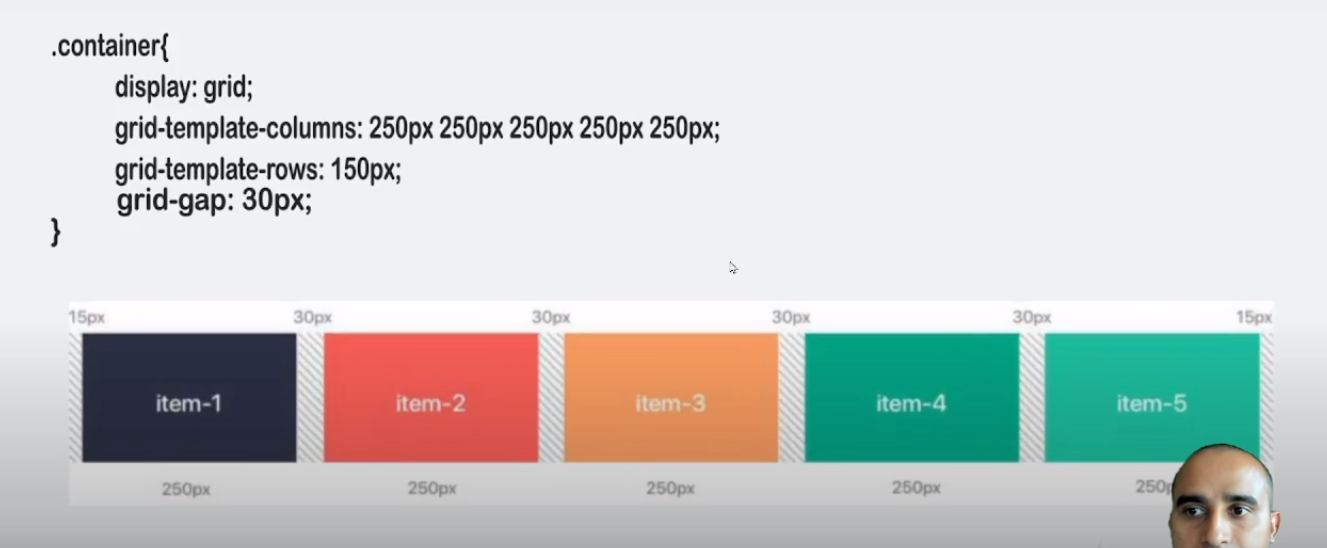 .container{
display: grid;
grid-template-columns: 250px 250px 250px 250px 250px;
grid-template-rows: 150px;
grid-gap: 30px;
}
15px 30px 30px 30px 30px 15px
item-1 item-2 item-3 item-4 item-5
250px 250px 250px 250px